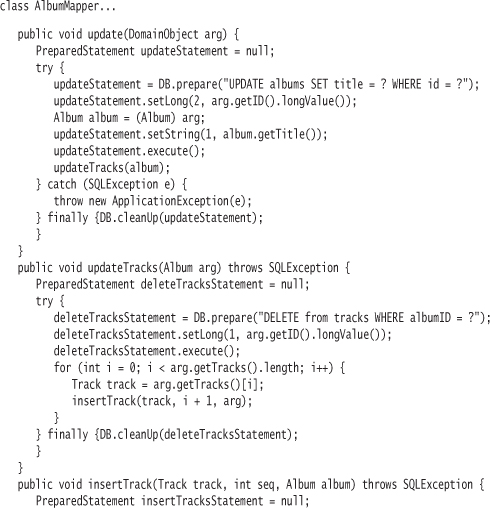 class AlbumMapper...
public void update(DomainObject arg) {
PreparedStatement updateStatement = null;
try {
updateStatement = DB.prepare("UPDATE albums SET title = ? WHERE id = ?");
updateStatement.setLong(2, arg.getID().longValue());
Album album = (Album) arg;
updateStatement.setString(1, album.getTitle());
updateStatement.execute();
updateTracks(album);
} catch (SQLException e) {
throw new ApplicationException(e);
} finally {DB.cleanUp(updateStatement);
}
}
public void updateTracks(Album arg) throws SQLException {
PreparedStatement deleteTracksStatement = null;
try {
deleteTracksStatement = DB.prepare("DELETE from tracks WHERE albumID = ?");
deleteTracksStatement.setLong(1, arg.getID().longValue());
deleteTracksStatement.execute();
for (int i = 0; i < arg.getTracks().length; i++) {
Track track = arg.getTracks()[i];
insertTrack(track, i + 1, arg);
}
} finally {DB.cleanUp(deleteTracksStatement);
}
}
public void insertTrack(Track track, int seq, Album album) throws SQLException {
PreparedStatement insertTracksStatement = null;